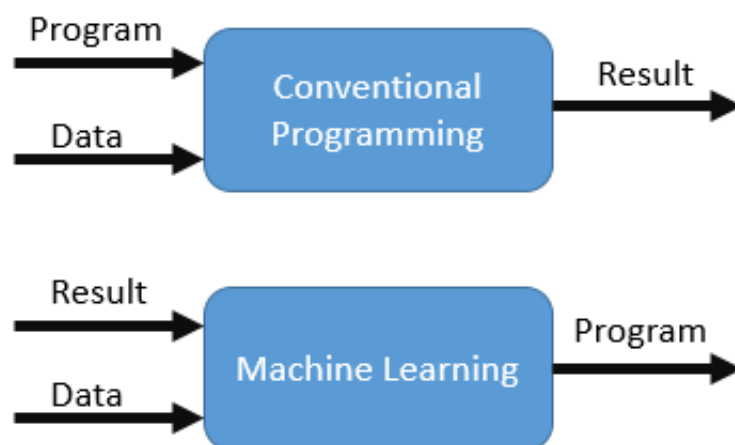 Program
Data
Conventional
Programming
Result
Result
Data
Machine Learning
Program